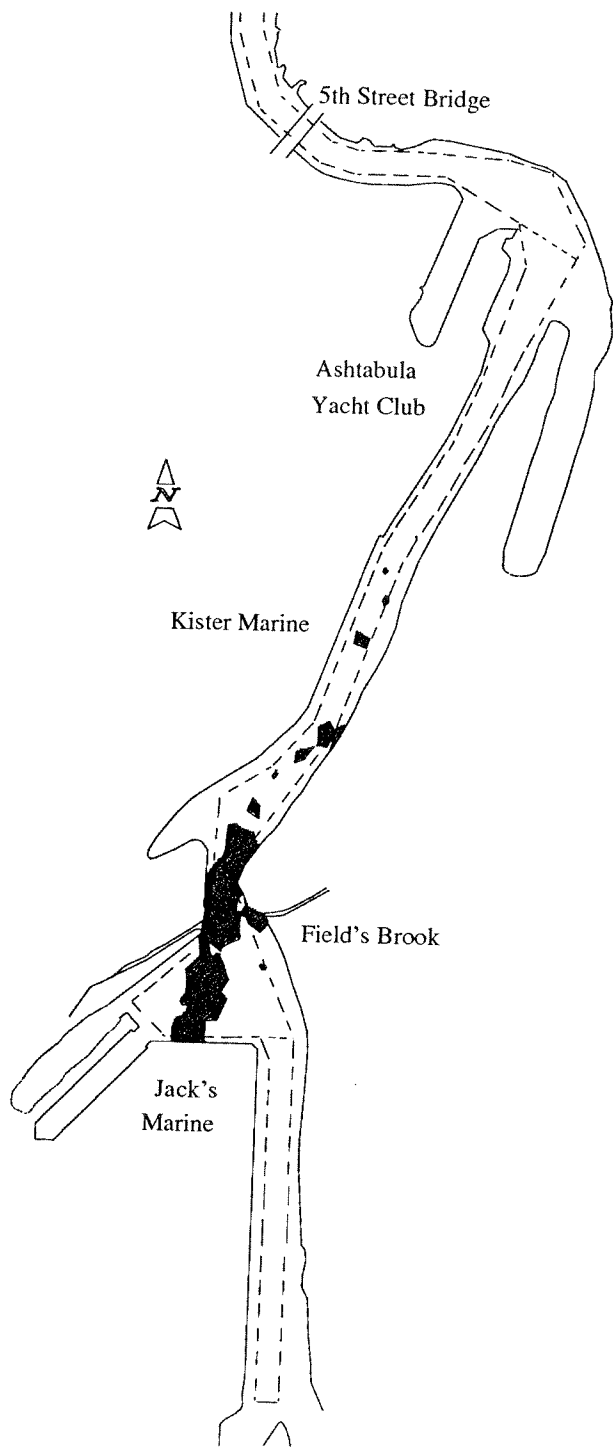 5th Street Bridge
Ashtabula
Yacht Club
N
Kister Marine
Field's Brook
Jack's
Marine